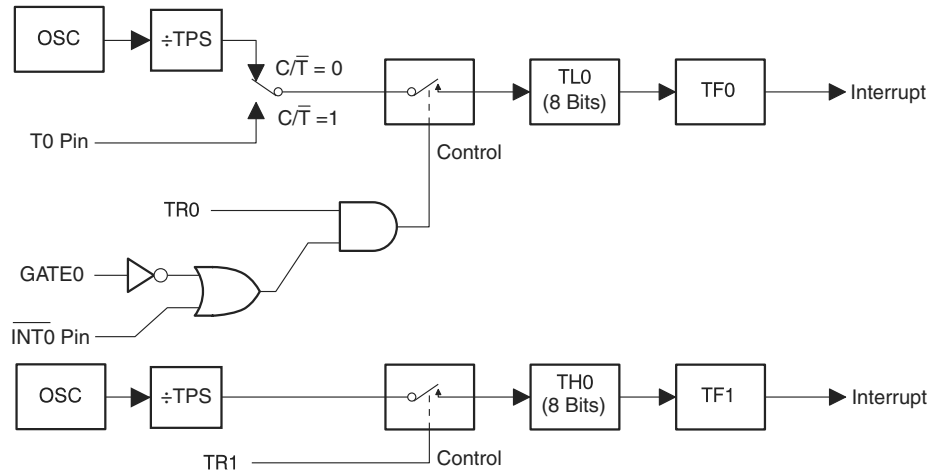 OSC
÷TPS
C/T̅ = 0
C/T̅ =1
T0 Pin
TL0
(8 Bits)
TF0
Interrupt
Control
TR0
GATE0
I̅N̅T̅0̅ Pin
OSC
÷TPS
TH0
(8 Bits)
TF1
Interrupt
TR1
Control